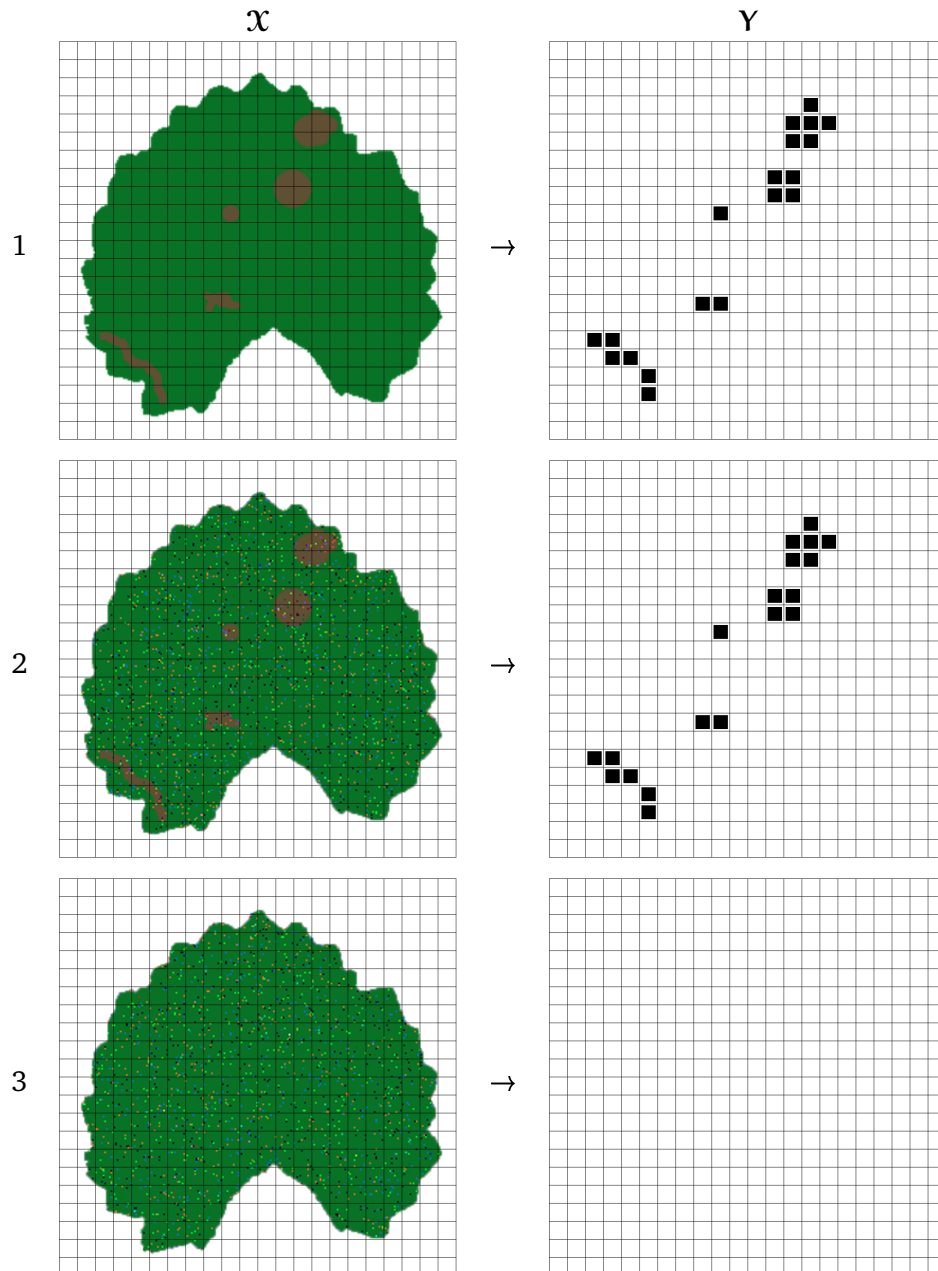 𝔛 Y
1 →
2 →
3 →